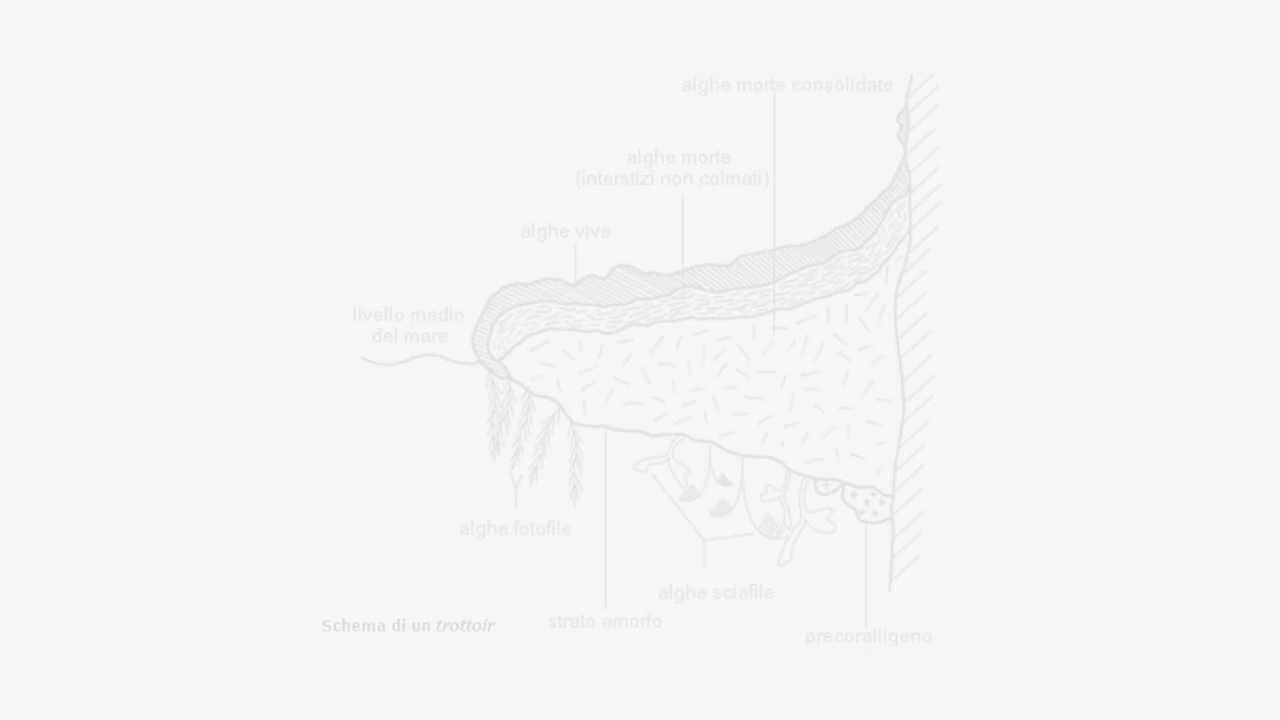 alghe morte consolidate
alghe morte
(interstizi non colmati)
alghe vive
livello medio
del mare
alghe fotofile
alghe sciafile
strato amorfo
Schema di un trottoir
precoralligeno